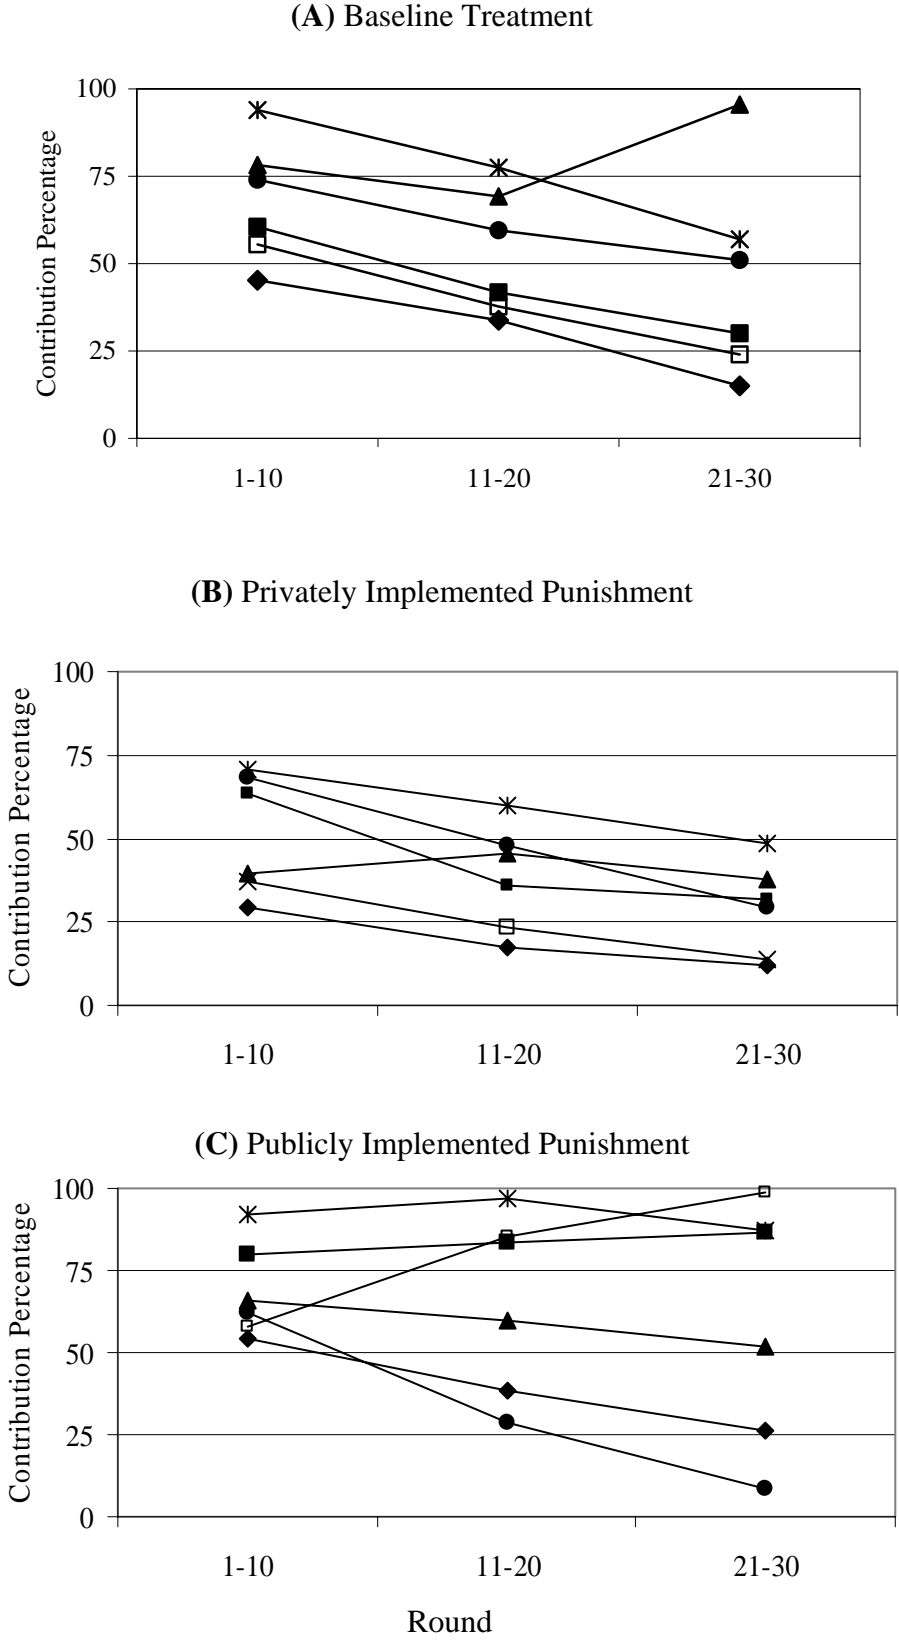 (A) Baseline Treatment
100
75
50
25
0
Contribution Percentage
1-10 11-20 21-30
(B) Privately Implemented Punishment
100
75
50
25
0
Contribution Percentage
1-10 11-20 21-30
(C) Publicly Implemented Punishment
100
75
50
25
0
Contribution Percentage
1-10 11-20 21-30
Round